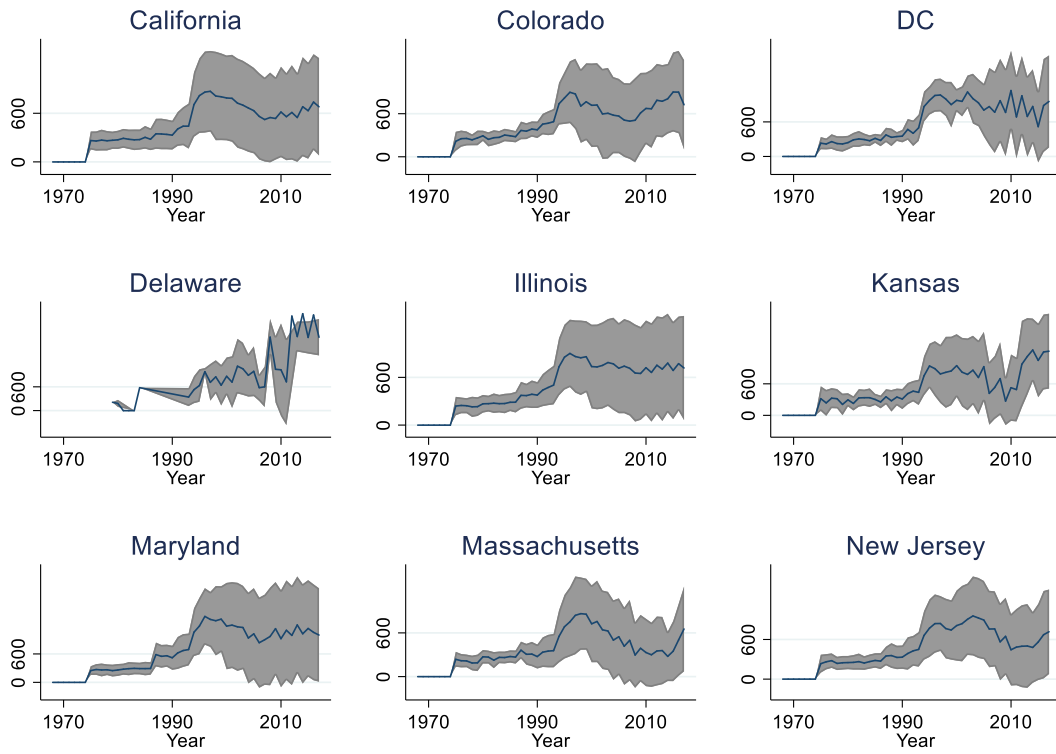 California Colorado DC
600 600 600
0 0 0
1970 1990 2010 1970 1990 2010 1970 1990 2010
Year Year Year
Delaware Illinois Kansas
600 600 600
0 0 0
1970 1990 2010 1970 1990 2010 1970 1990 2010
Year Year Year
Maryland Massachusetts New Jersey
600 600 600
0 0 0
1970 1990 2010 1970 1990 2010 1970 1990 2010
Year Year Year